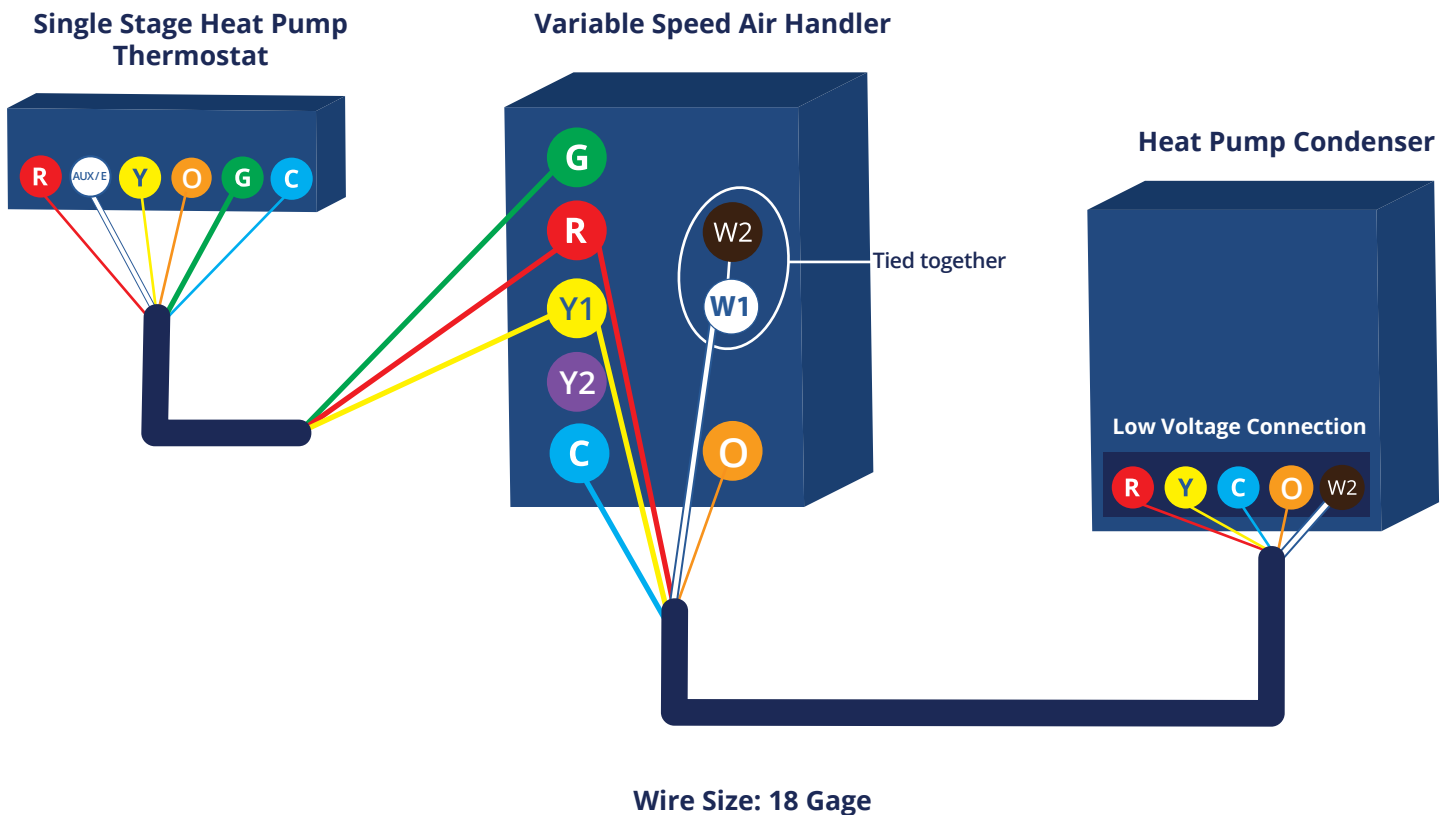 Single Stage Heat Pump
Thermostat
R
AUX/E
Y
O
G
C
Variable Speed Air Handler
G
R
Y1
Y2
C
W2
W1
O
Tied together
Heat Pump Condenser
Low Voltage Connection
R
Y
C
O
W2
Wire Size: 18 Gage